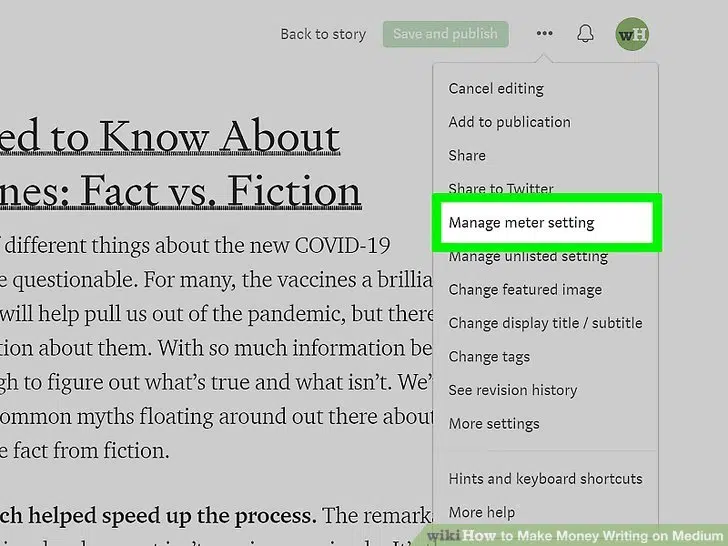 Back to story Save and publish ••• wH
ed to Know About
nes: Fact vs. Fiction
f different things about the new COVID-19
e questionable. For many, the vaccines a brillia
will help pull us out of the pandemic, but there
tion about them. With so much information be
gh to figure out what's true and what isn't. We'
ommon myths floating around out there about
e fact from fiction.
ch helped speed up the process. The remark
Cancel editing
Add to publication
Share
Share to Twitter
Manage meter setting
Manage unlisted setting
Change featured image
Change display title / subtitle
Change tags
See revision history
More settings
Hints and keyboard shortcuts
More help
wikiHow to Make Money Writing on Medium